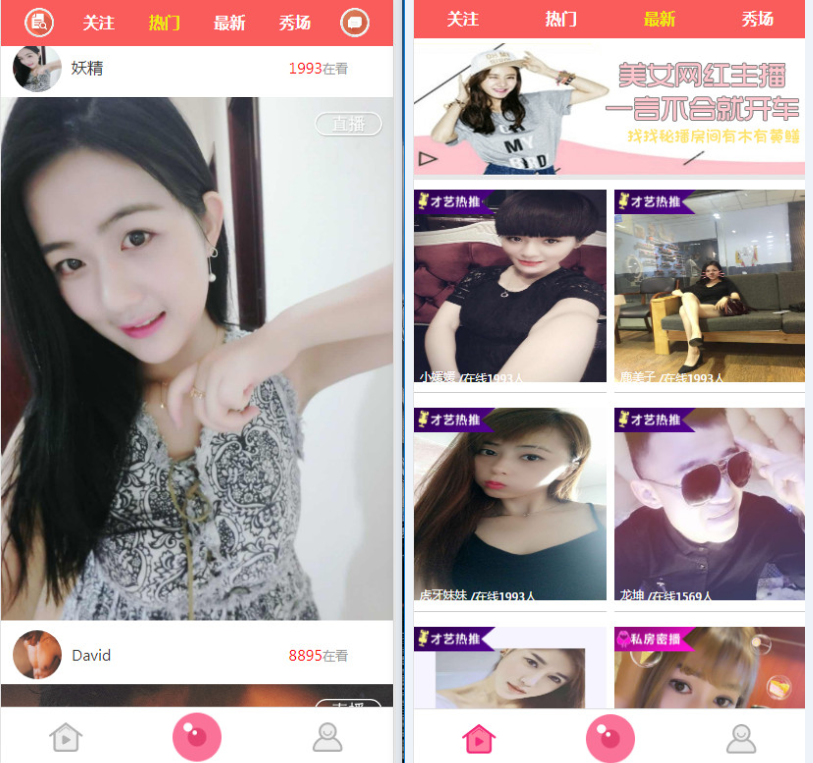 关注 热门 最新 秀场
妖精 1993在看
直播
David 8895在看
直播
关注 热门 最新 秀场
美女网红主播
一言不合就开车
找找秘播房间有木有黄鳝
才艺热推 才艺热推
小媛媛 /在线1993人 鹿美子 /在线1993人
才艺热推 才艺热推
虎牙妹妹 /在线1993人 龙坤 /在线1569人
才艺热推 私房密播